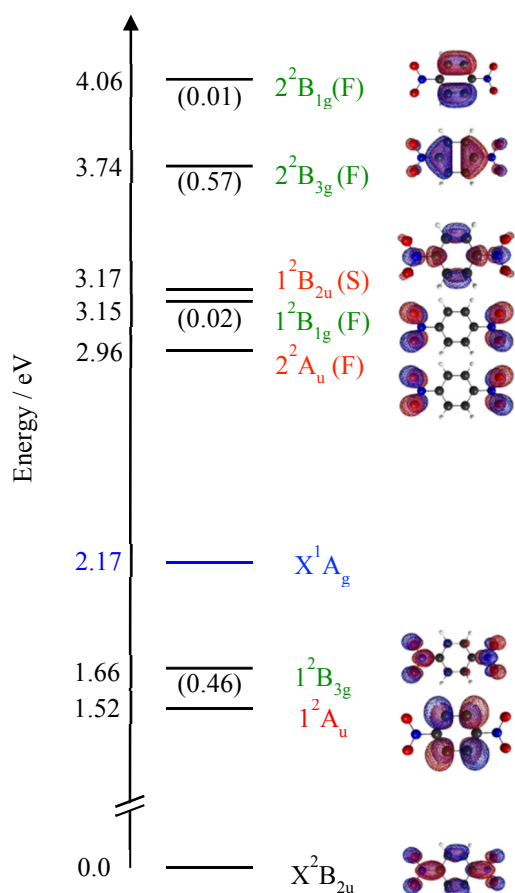 4.06 2²B₁g(F)
(0.01)
3.74 2²B₃g(F)
(0.57)
3.17 1²B₂u(S)
3.15 (0.02) 1²B₁g(F)
2.96 2²Aᵤ(F)
Energy / eV
2.17 X¹Ag
1.66 1²B₃g
(0.46)
1.52 1²Aᵤ
0.0 X²B₂u